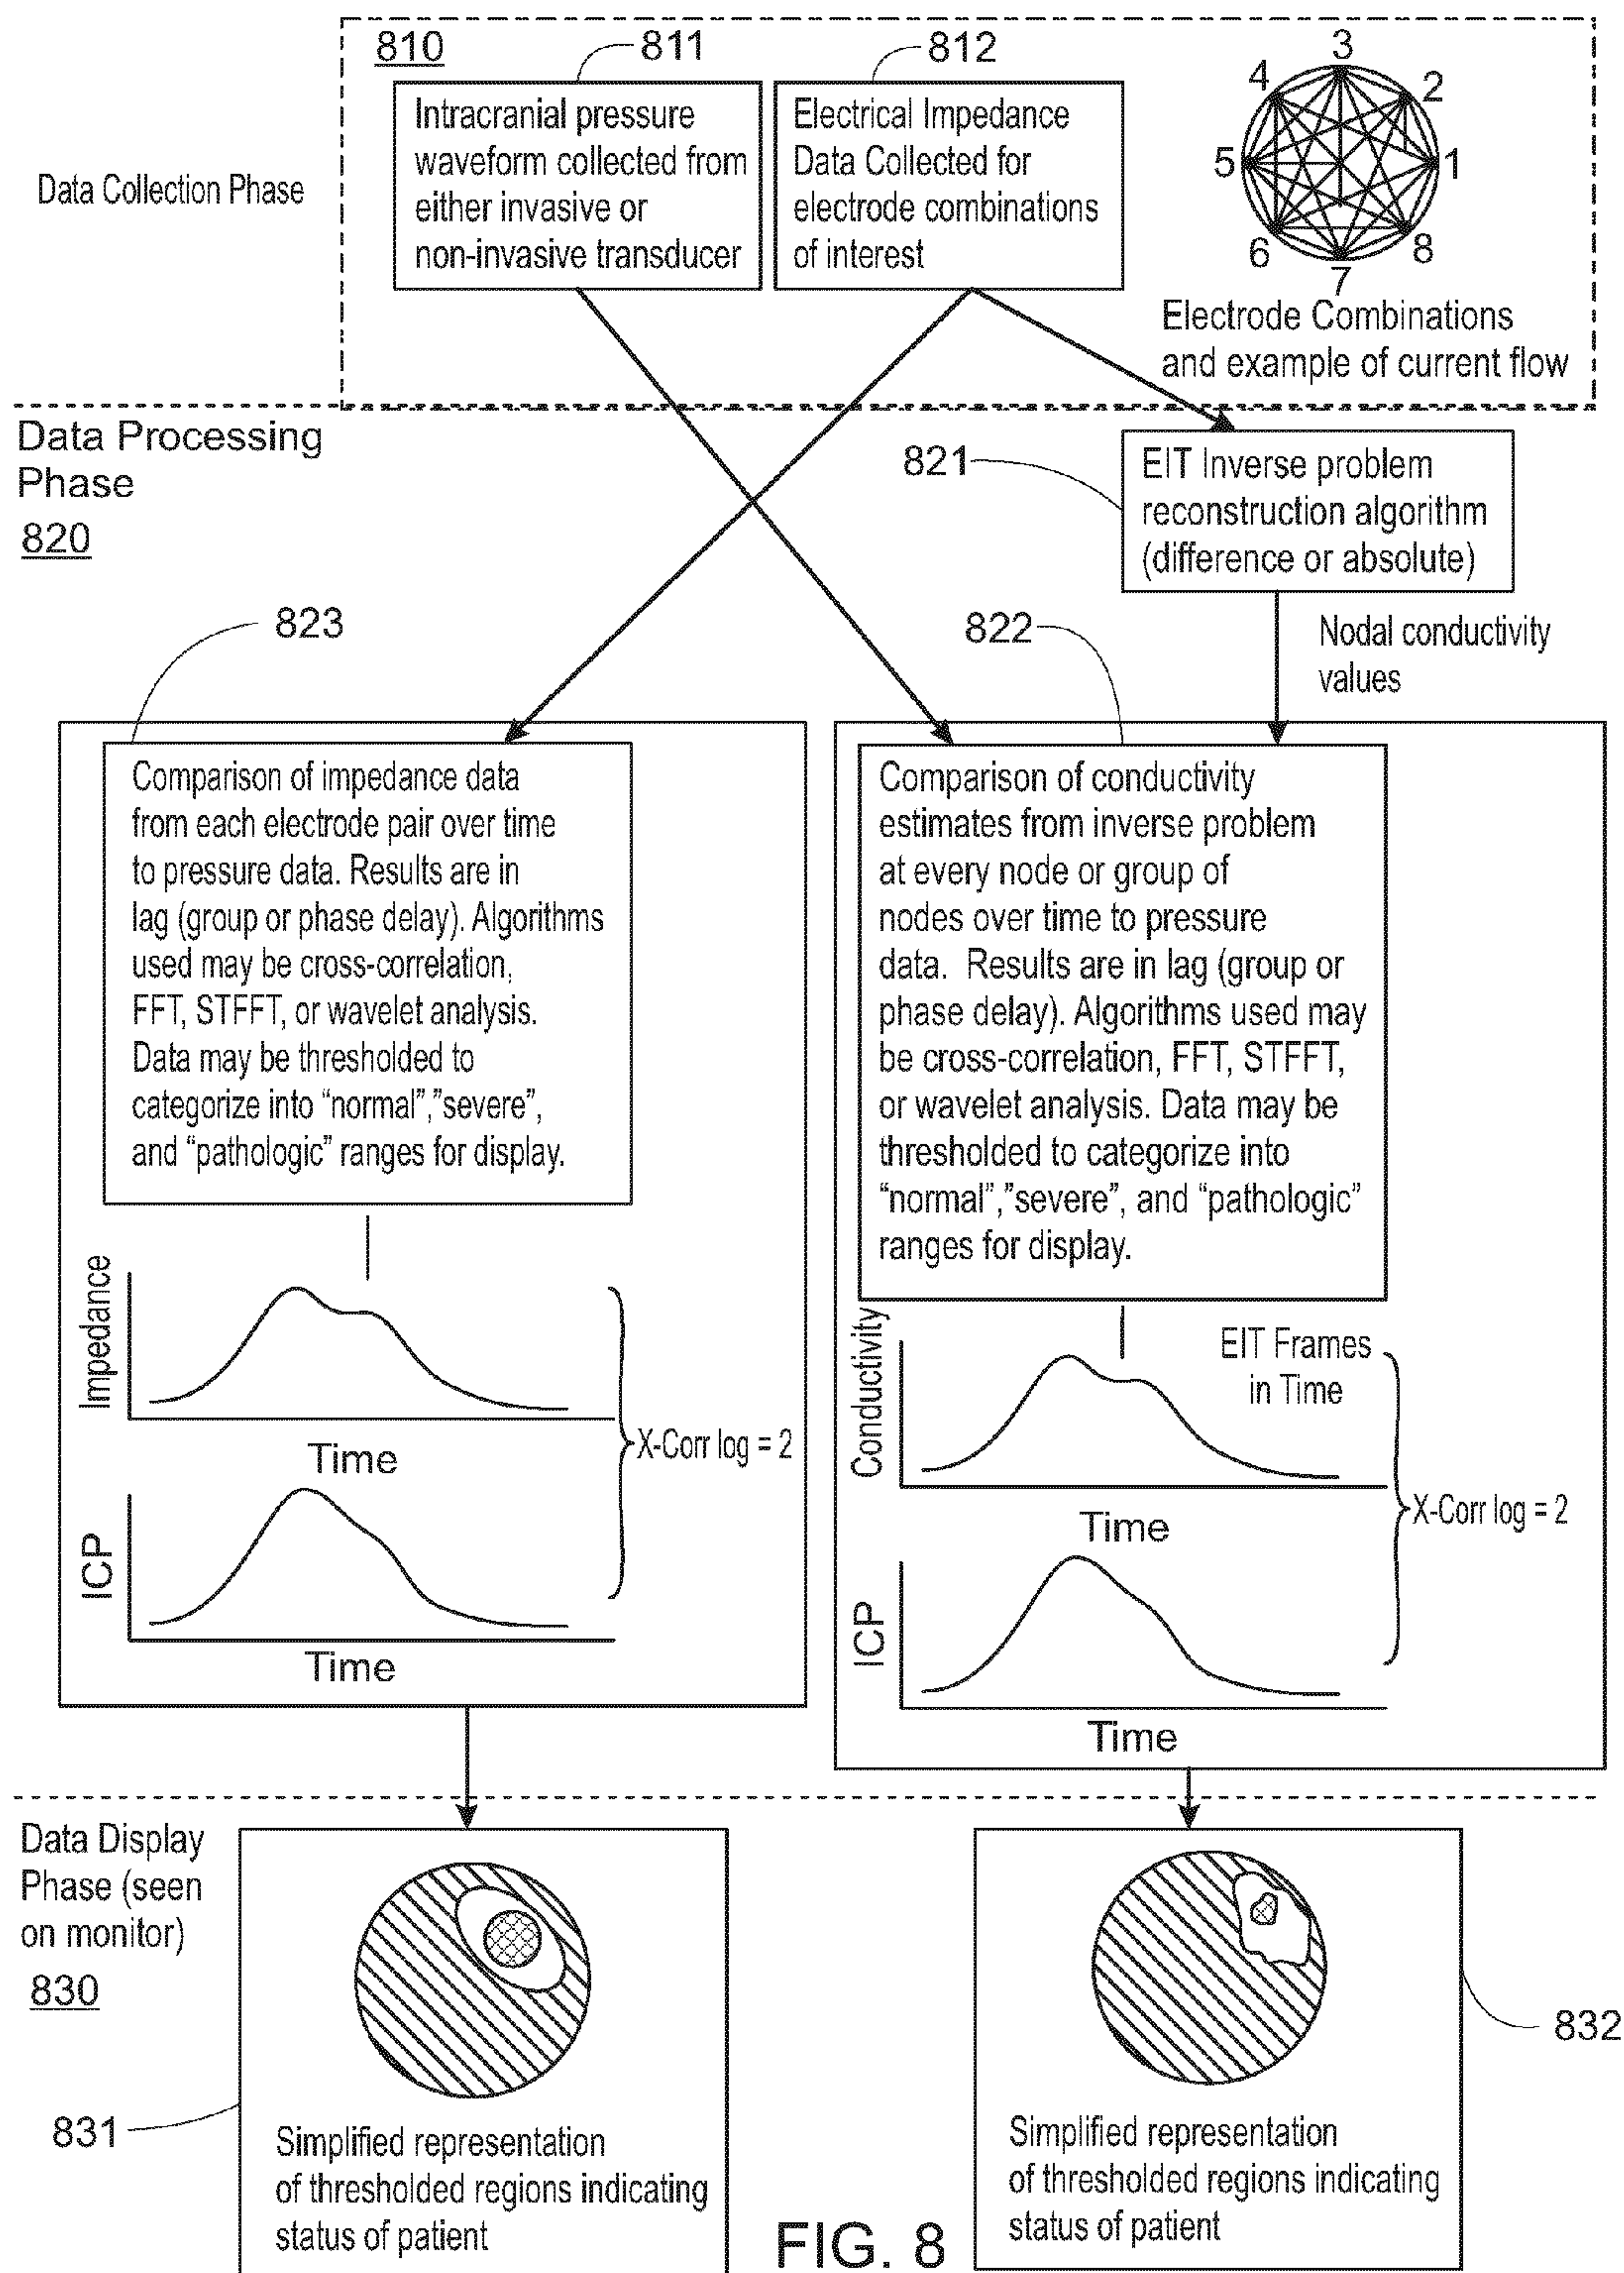 810
811
812
Intracranial pressure
waveform collected from
either invasive or
non-invasive transducer
Electrical Impedance
Data Collected for
electrode combinations
of interest
3
4
2
5
1
6
8
7
Electrode Combinations
and example of current flow
Data Collection Phase
Data Processing
Phase
820
821
EIT Inverse problem
reconstruction algorithm
(difference or absolute)
Nodal conductivity
values
823
822
Comparison of impedance data
from each electrode pair over time
to pressure data. Results are in
lag (group or phase delay). Algorithms
used may be cross-correlation,
FFT, STFFT, or wavelet analysis.
Data may be thresholded to
categorize into “normal”,”severe”,
and “pathologic” ranges for display.
Impedance
Time
ICP
Time
X-Corr log = 2
Comparison of conductivity
estimates from inverse problem
at every node or group of
nodes over time to pressure
data. Results are in lag (group or
phase delay). Algorithms used may
be cross-correlation, FFT, STFFT,
or wavelet analysis. Data may be
thresholded to categorize into
“normal”,”severe”, and “pathologic”
ranges for display.
Conductivity
EIT Frames
in Time
Time
ICP
Time
X-Corr log = 2
Data Display
Phase (seen
on monitor)
830
831
Simplified representation
of thresholded regions indicating
status of patient
832
Simplified representation
of thresholded regions indicating
status of patient
FIG. 8